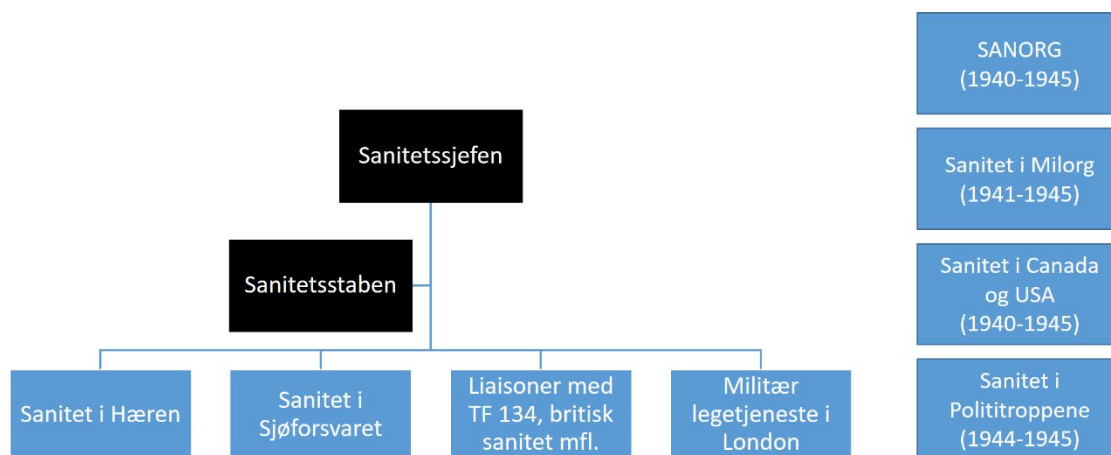 Sanitetssjefen
Sanitetsstaben
Sanitet i Hæren
Sanitet i
Sjøforsvaret
Liaisoner med
TF 134, britisk
sanitet mfl.
Militær
legetjeneste i
London
SANORG
(1940-1945)
Sanitet i Milorg
(1941-1945)
Sanitet i Canada
og USA
(1940-1945)
Sanitet i
Polititroppene
(1944-1945)